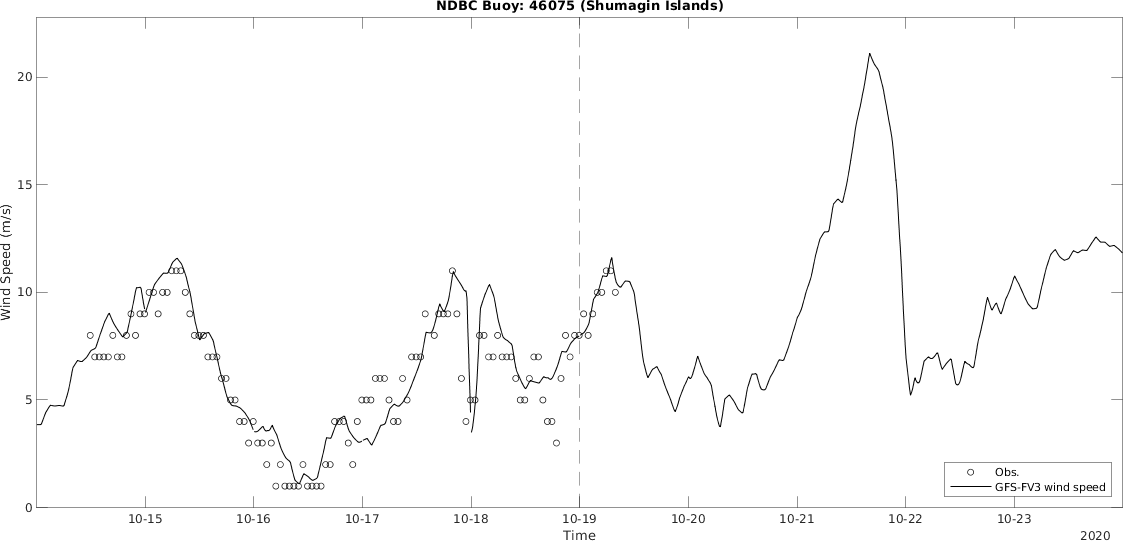 NDBC Buoy: 46075 (Shumagin Islands)
Wind Speed (m/s)
20
15
10
5
0
10-15 10-16 10-17 10-18 10-19 10-20 10-21 10-22 10-23
Time
2020
Obs.
GFS-FV3 wind speed